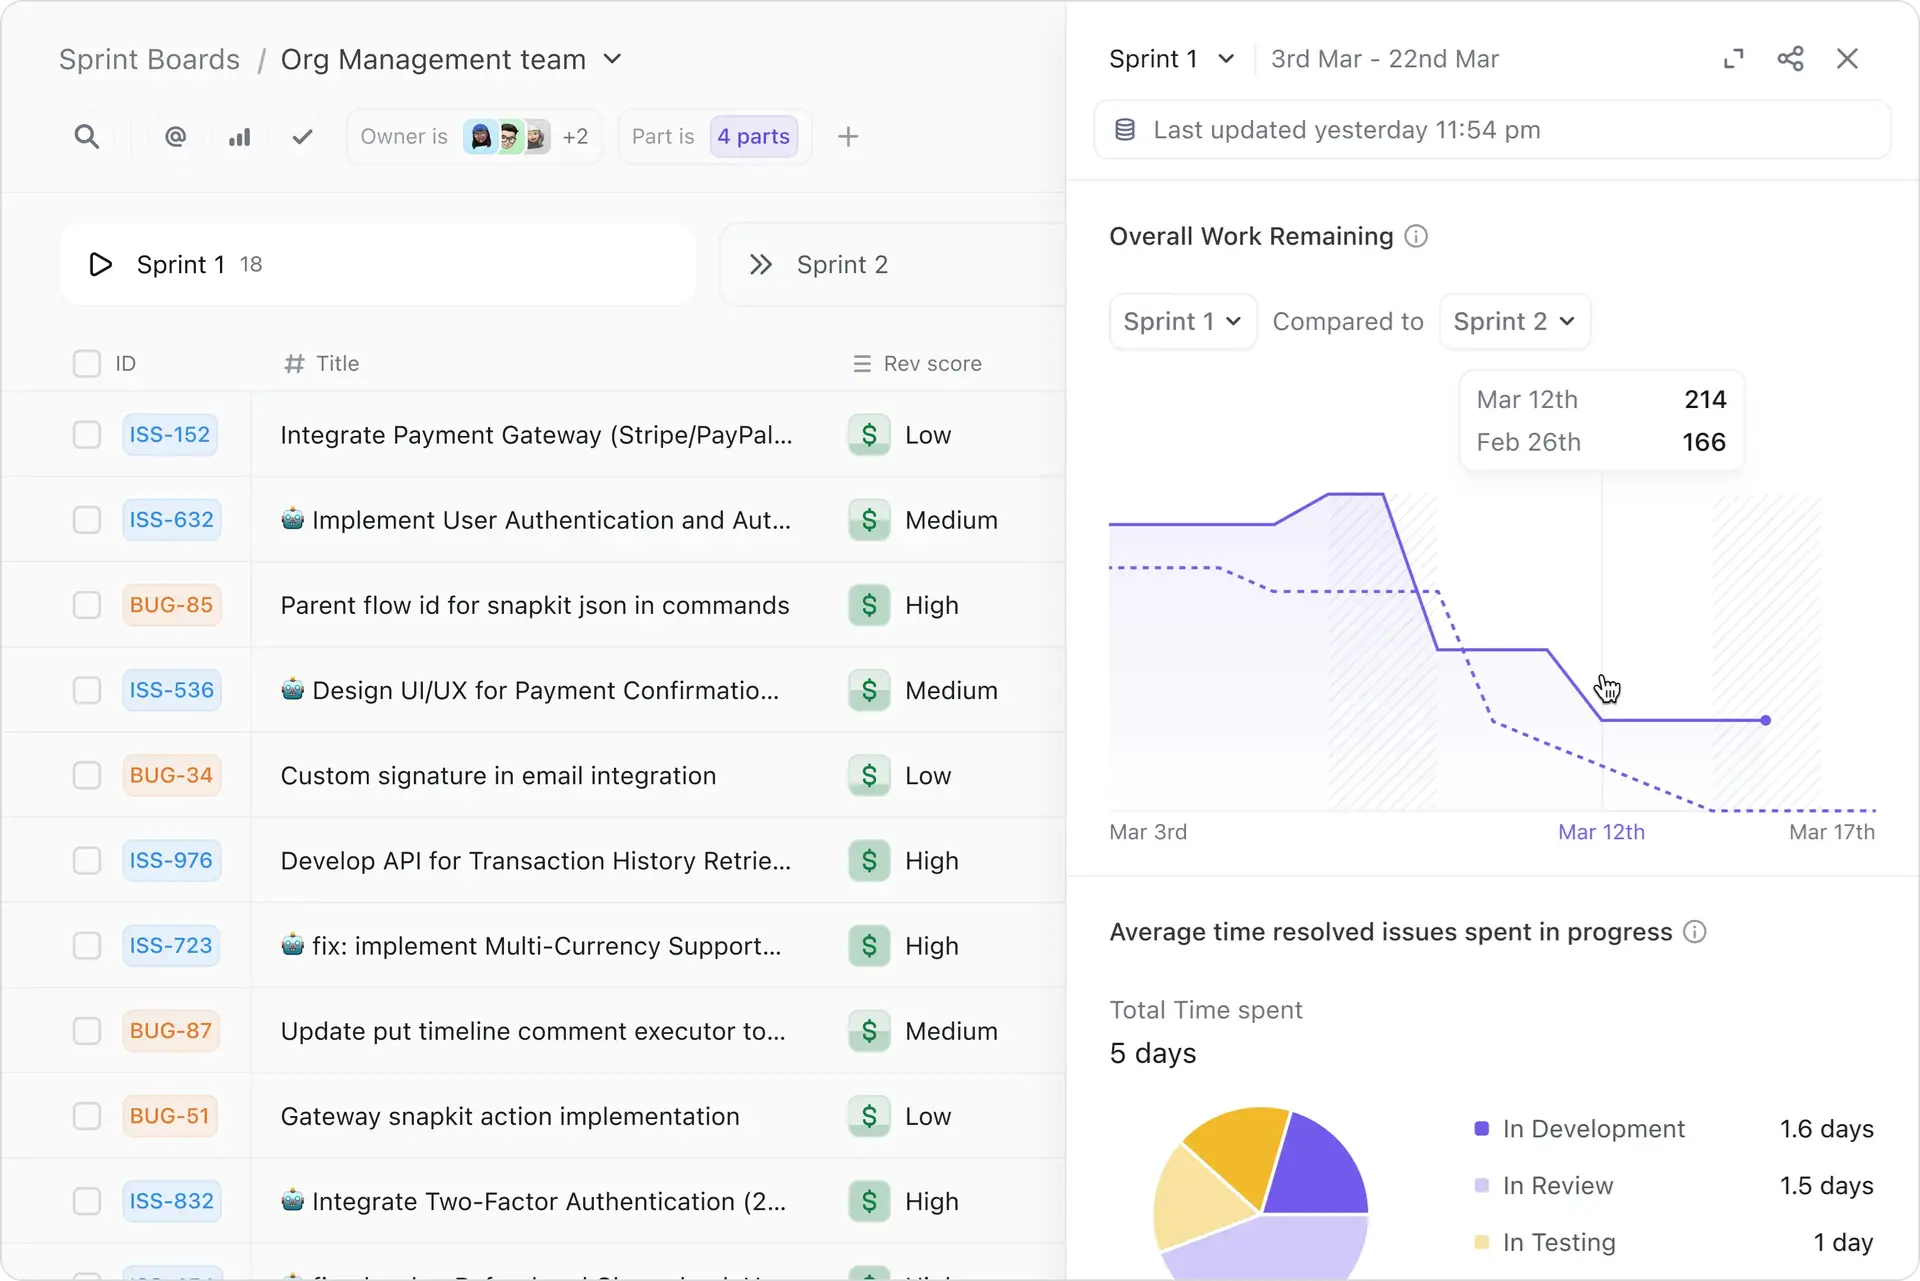 Sprint Boards / Org Management team
Owner is +2 Part is 4 parts
Sprint 1 18
Sprint 2
ID Title Rev score
ISS-152 Integrate Payment Gateway (Stripe/PayPal... $ Low
ISS-632 Implement User Authentication and Aut... $ Medium
BUG-85 Parent flow id for snapkit json in commands $ High
ISS-536 Design UI/UX for Payment Confirmatio... $ Medium
BUG-34 Custom signature in email integration $ Low
ISS-976 Develop API for Transaction History Retrie... $ High
ISS-723 fix: implement Multi-Currency Support... $ High
BUG-87 Update put timeline comment executor to... $ Medium
BUG-51 Gateway snapkit action implementation $ Low
ISS-832 Integrate Two-Factor Authentication (2... $ High
Sprint 1 3rd Mar - 22nd Mar
Last updated yesterday 11:54 pm
Overall Work Remaining
Sprint 1 Compared to Sprint 2
Mar 12th 214
Feb 26th 166
Mar 3rd Mar 12th Mar 17th
Average time resolved issues spent in progress
Total Time spent
5 days
In Development 1.6 days
In Review 1.5 days
In Testing 1 day